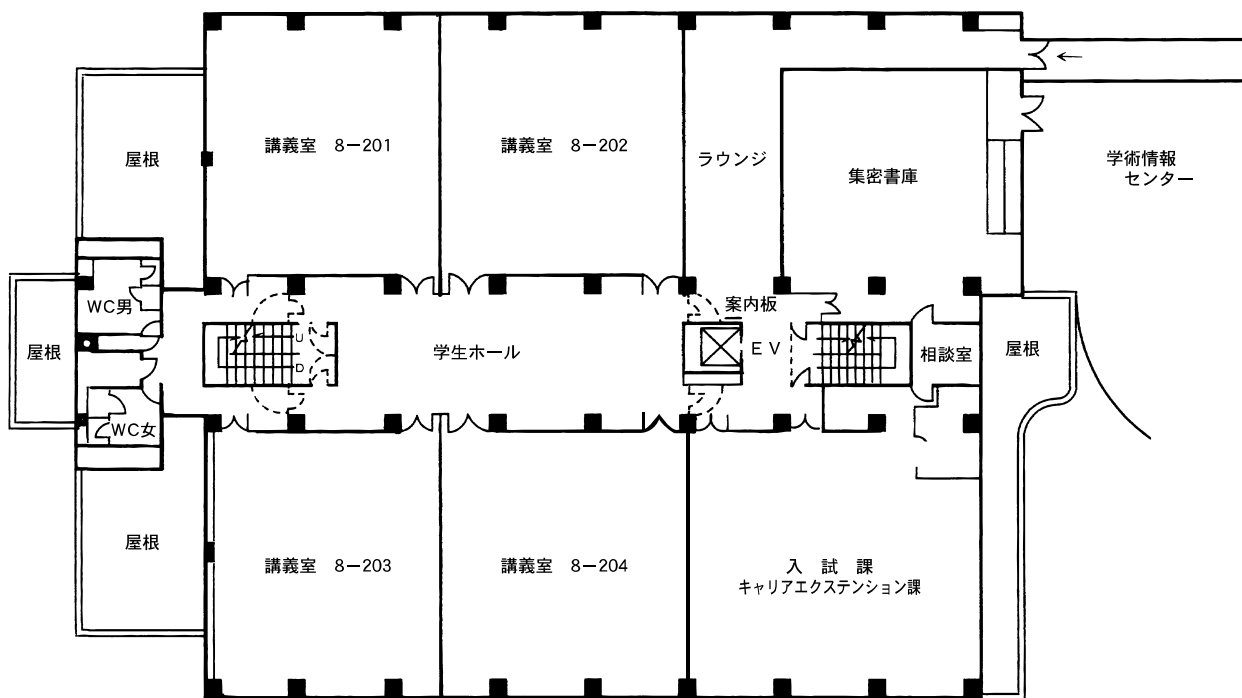 講義室 8－201
講義室 8－202
屋根
ラウンジ
集密書庫
学術情報
センター
WC男
案内板
屋根
U
D
学生ホール
EV
相談室
屋根
WC女
屋根
講義室 8－203
講義室 8－204
入試課
キャリアエクステンション課